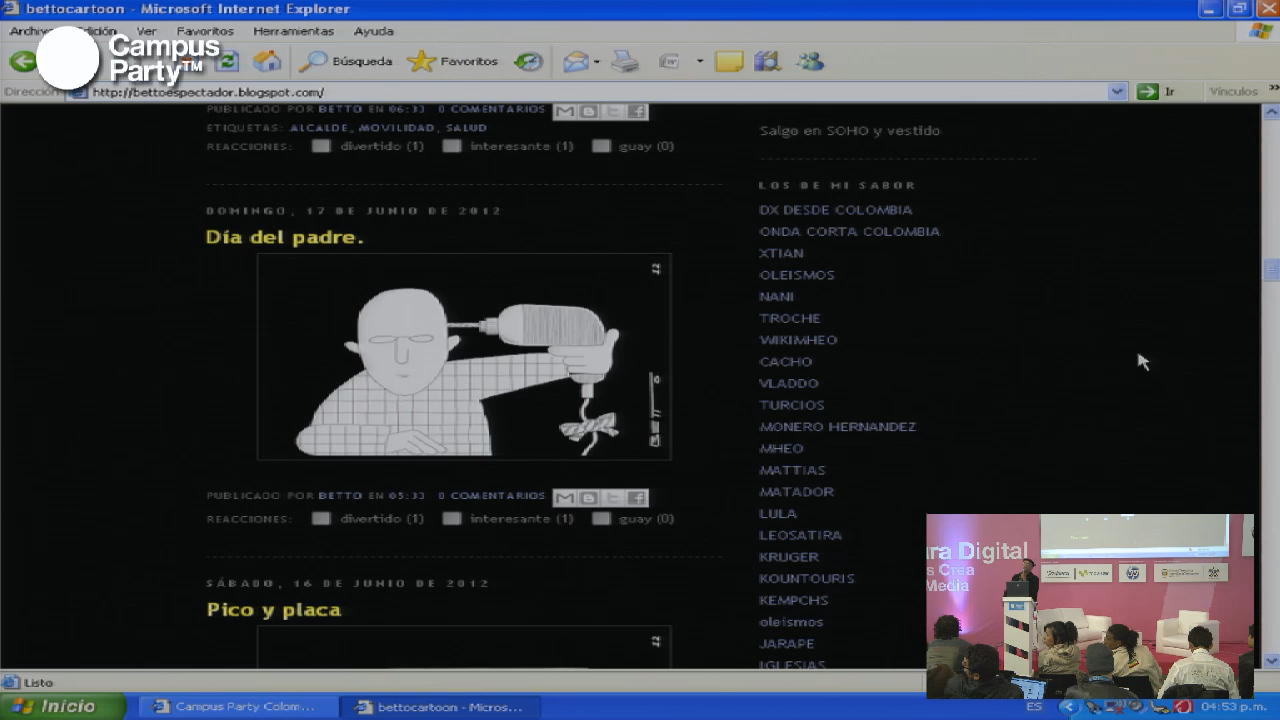 bettocartoon - Microsoft Internet Explorer
Ver Favoritos Herramientas Ayuda
Campus
Party™
Búsqueda Favoritos
Dirección http://bettoespectador.blogspot.com/ Ir Vínculos
PUBLICADO POR BETTO EN 06:33 0 COMENTARIOS
ETIQUETAS: ALCALDE, MOVILIDAD, SALUD
REACCIONES: divertido (1) interesante (1) guay (0)
DOMINGO, 17 DE JUNIO DE 2012
Día del padre.
PUBLICADO POR BETTO EN 05:33 0 COMENTARIOS
REACCIONES: divertido (1) interesante (1) guay (0)
SÁBADO, 16 DE JUNIO DE 2012
Pico y placa
Salgo en SOHO y vestido
LOS DE MI SABOR
DX DESDE COLOMBIA
ONDA CORTA COLOMBIA
XTIAN
OLEISMOS
NANI
TROCHE
WIKIMHEO
CACHO
VLADDO
TURCIOS
MONERO HERNANDEZ
MHEO
MATTIAS
MATADOR
LULA
LEOSATIRA
KRUGER
KOUNTOURIS
KEMPCHS
oleismos
JARAPE
IGLESIAS
ura Digital
s Crea
Media
hp
Listo
Inicio Campus Party Colom... bettocartoon - Micros... ES 04:53 p.m.